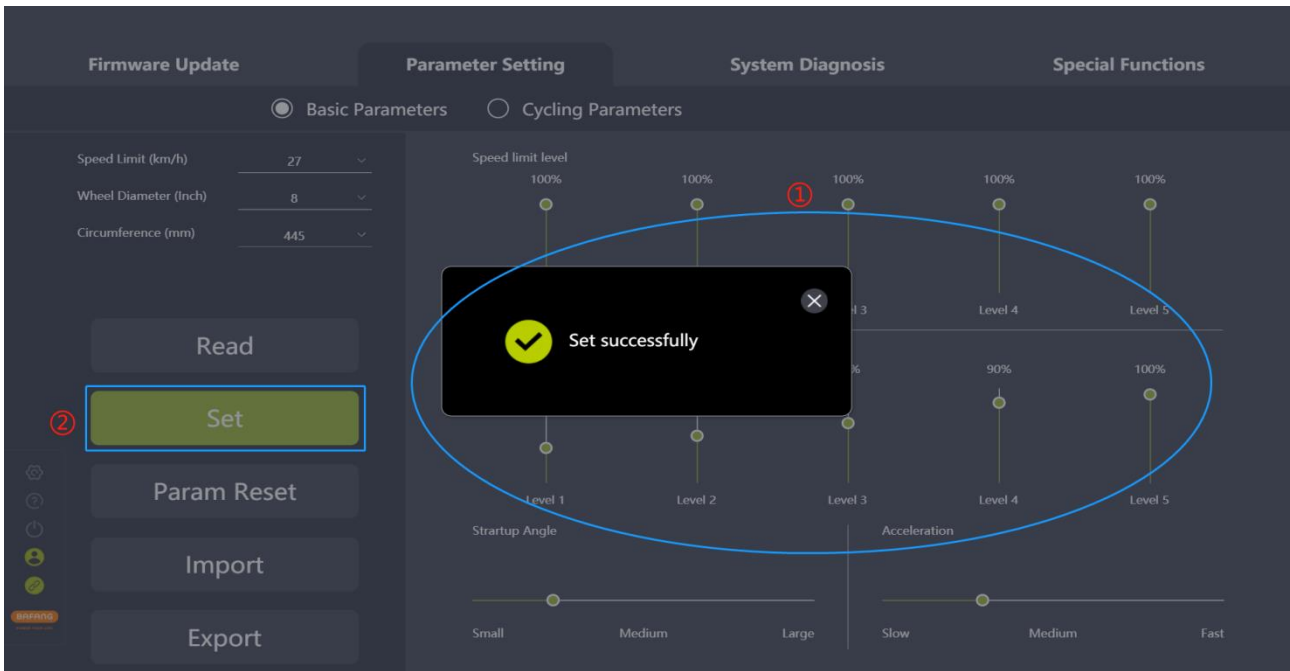 Firmware Update Parameter Setting System Diagnosis Special Functions
Basic Parameters Cycling Parameters
Speed Limit (km/h) 27
Wheel Diameter (Inch) 8
Circumference (mm) 445
Speed limit level
100% 100% 100% 100% 100%
①
Level 4 Level 5
Set successfully
90% 100%
Level 1 Level 2 Level 3 Level 4 Level 5
Strartup Angle Acceleration
Small Medium Large Slow Medium Fast
Read
②
Set
Param Reset
Import
Export
BAFANG